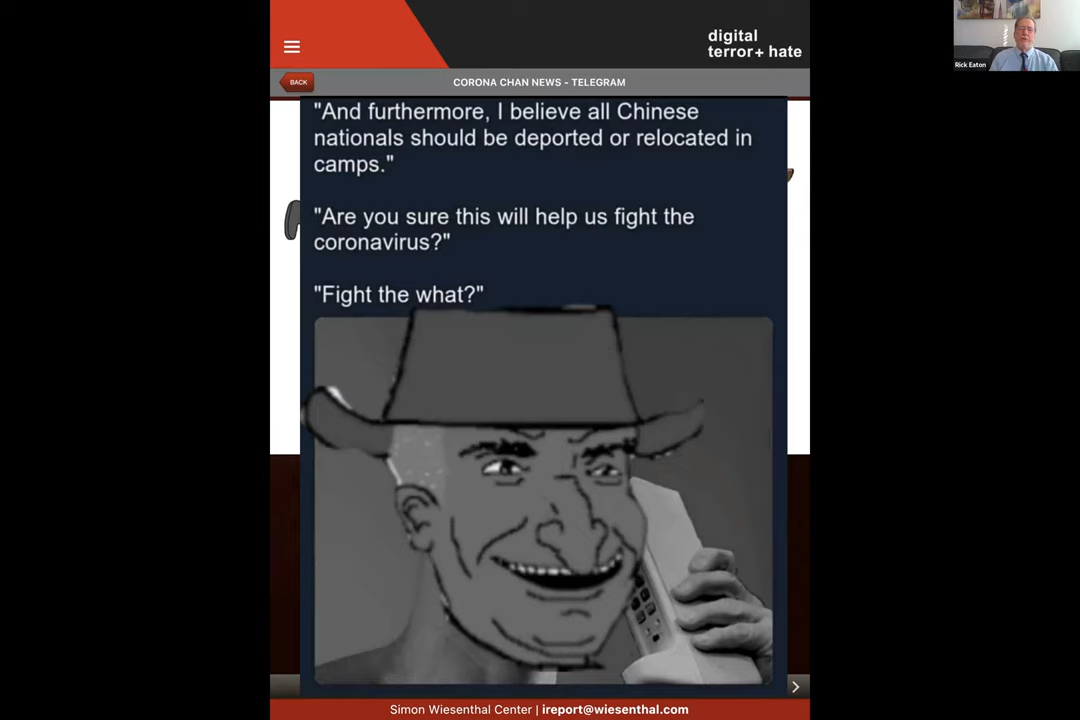 digital
terror+ hate
Rick Eaton
BACK
CORONA CHAN NEWS - TELEGRAM
"And furthermore, I believe all Chinese
nationals should be deported or relocated in
camps."
"Are you sure this will help us fight the
coronavirus?"
"Fight the what?"
Simon Wiesenthal Center | ireport@wiesenthal.com